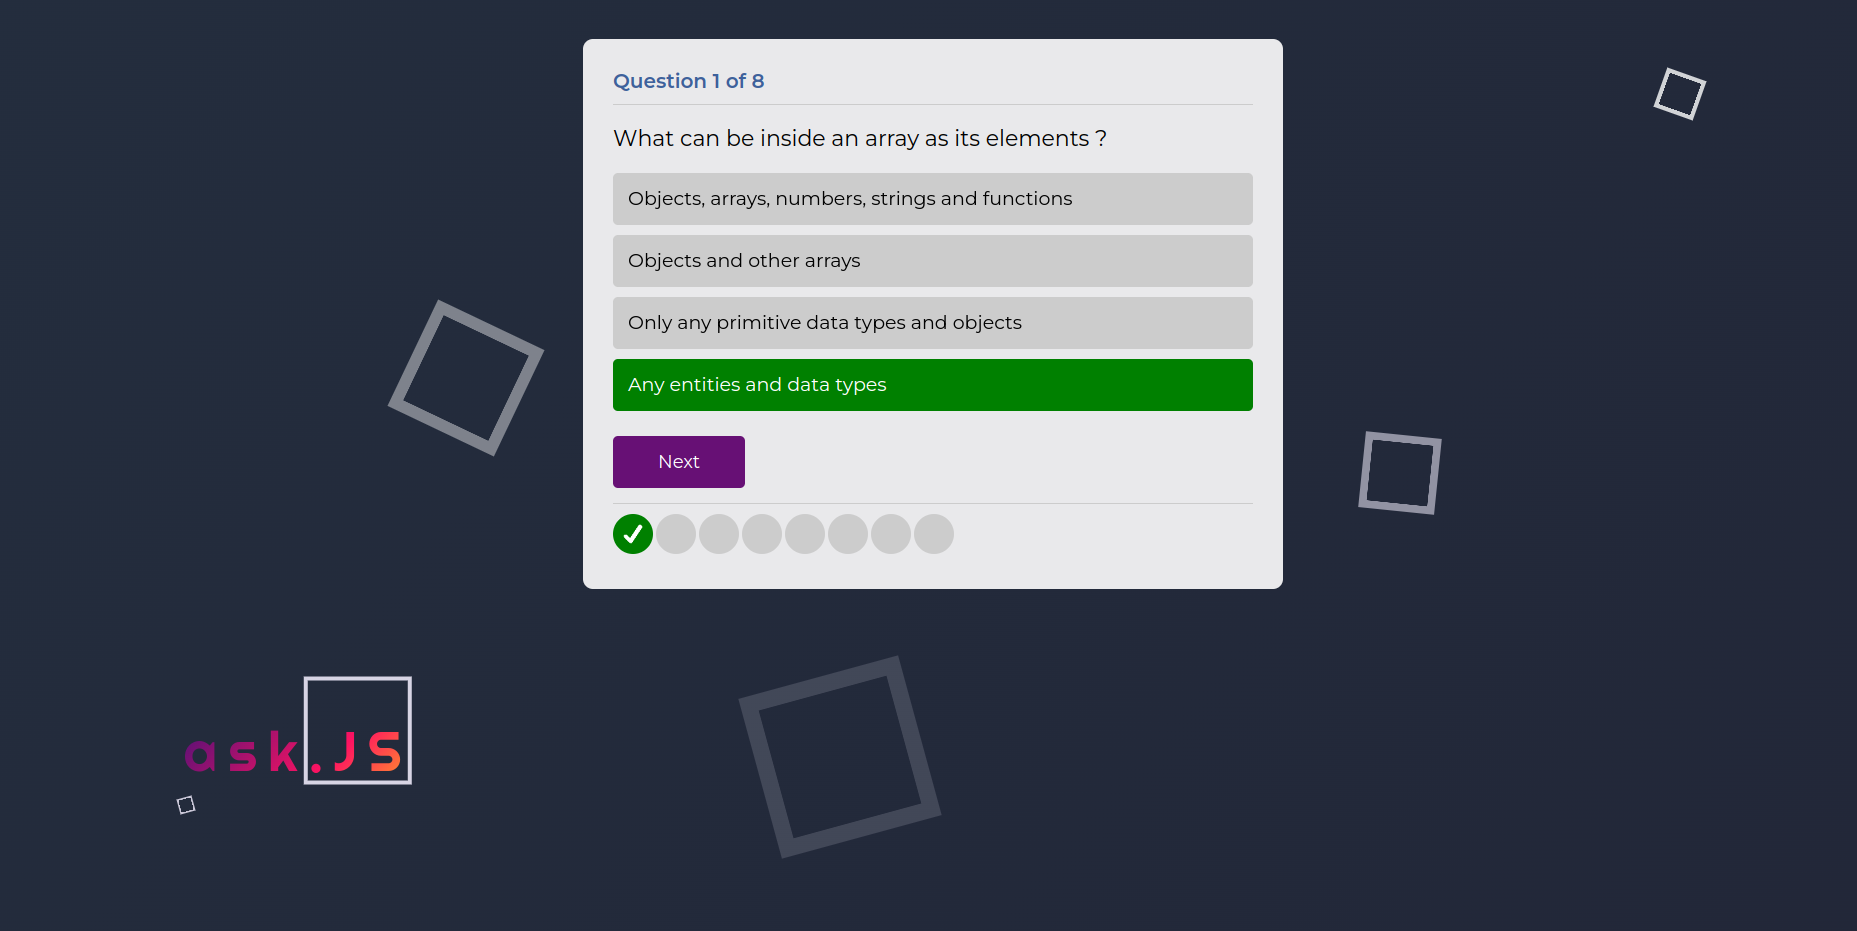 Question 1 of 8
What can be inside an array as its elements ?
Objects, arrays, numbers, strings and functions
Objects and other arrays
Only any primitive data types and objects
Any entities and data types
Next
ask.JS